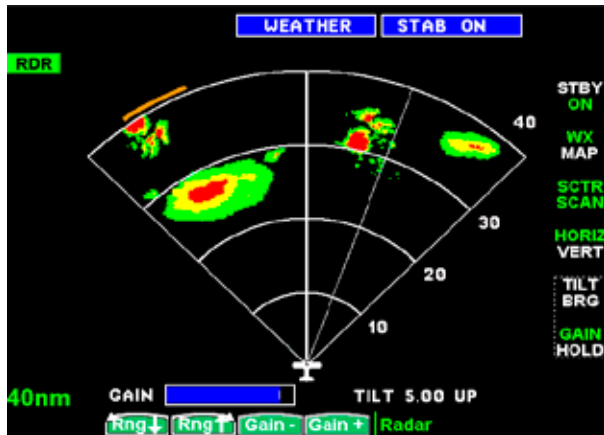 WEATHER STAB ON
RDR
STBY
ON
40
WX
MAP
SCTR
SCAN
30
HORIZ
VERT
20
TILT
BRG
10
GAIN
HOLD
40nm GAIN TILT 5.00 UP
Rng↓ Rng↑ Gain - Gain + Radar